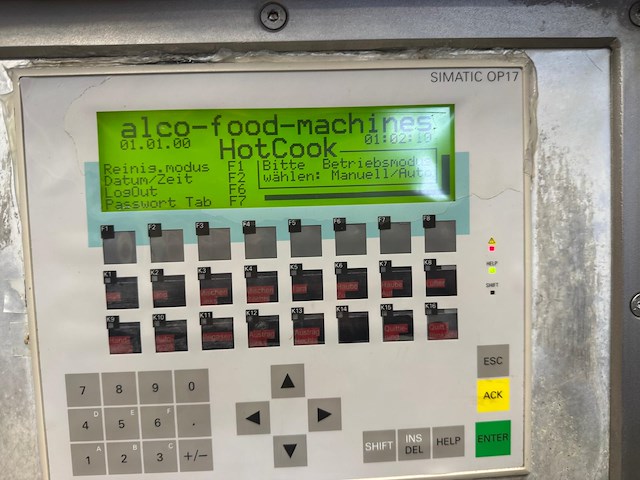 SIMATIC OP17
alco-food-machines
01.01.00 01:02:10
HotCook
Reinig.modus F1 Bitte Betriebsmodus
Datum/Zeit F2 wählen: Manuell/Auto
LogOut F6
Passwort Tab F7
F1 F2 F3 F4 F5 F6 F7 F8
K1 K2 K3 K4 K5 K6 K7 K8
K9 K10 K11 K12 K13 K14 K15 K16
HELP
SHIFT
7 8 9 0
4 D 5 E 6 F .
1 A 2 B 3 C +/-
ESC
ACK
SHIFT INS DEL HELP ENTER